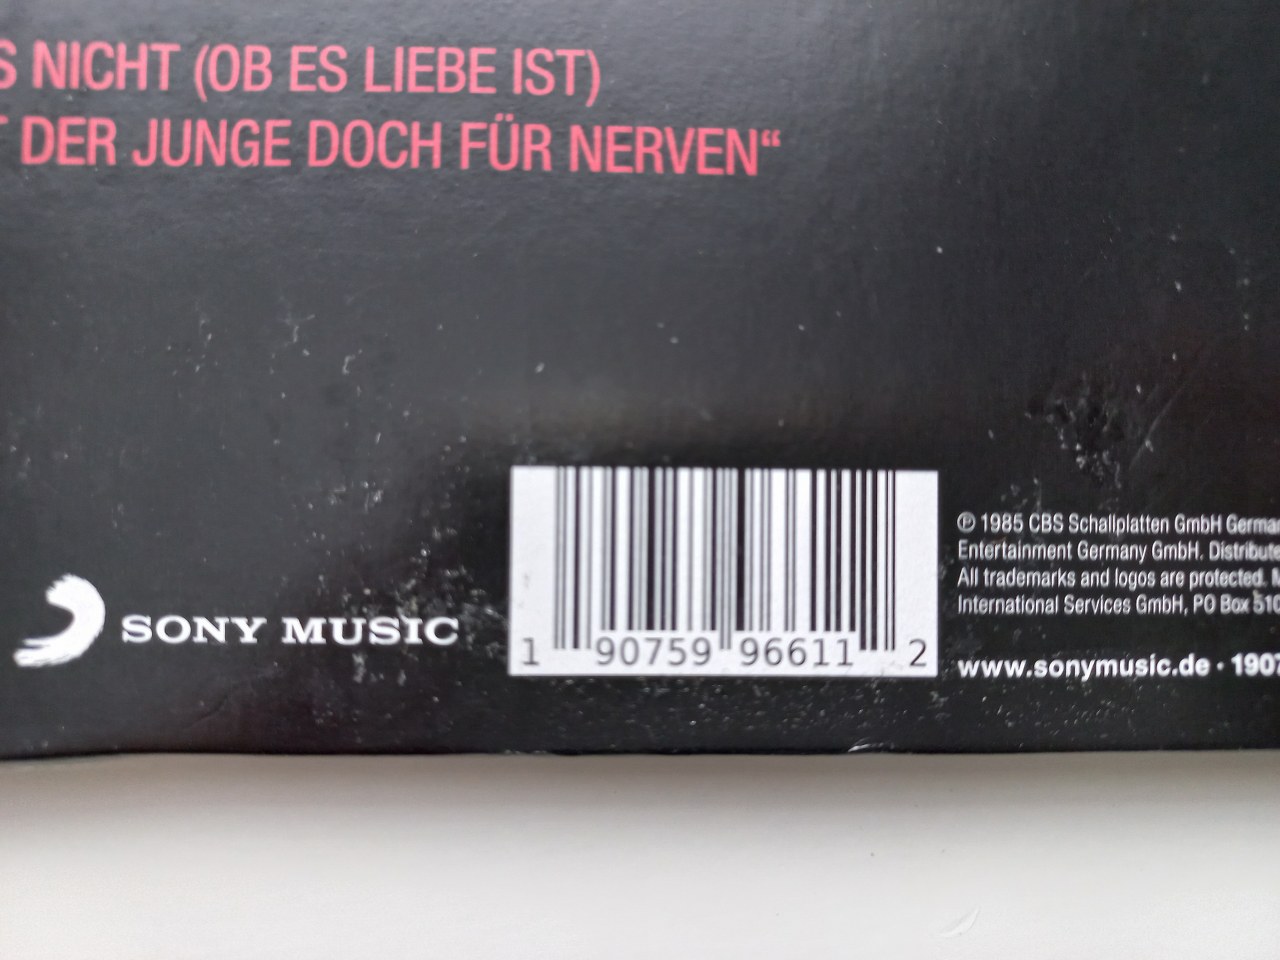 S NICHT (OB ES LIEBE IST)
DER JUNGE DOCH FÜR NERVEN“
SONY MUSIC
1 90759 96611 2
℗ 1985 CBS Schallplatten GmbH
Entertainment Germany GmbH.
All trademarks and logos are protected.
International Services GmbH, PO Box
www.sonymusic.de · 1907